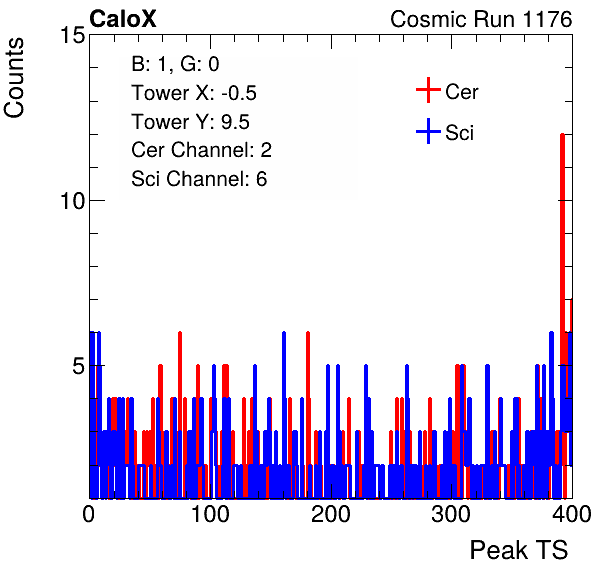 CaloX
Cosmic Run 1176
Counts
15
10
5
B: 1, G: 0
Tower X: -0.5
Tower Y: 9.5
Cer Channel: 2
Sci Channel: 6
Cer
Sci
0
100
200
300
400
Peak TS